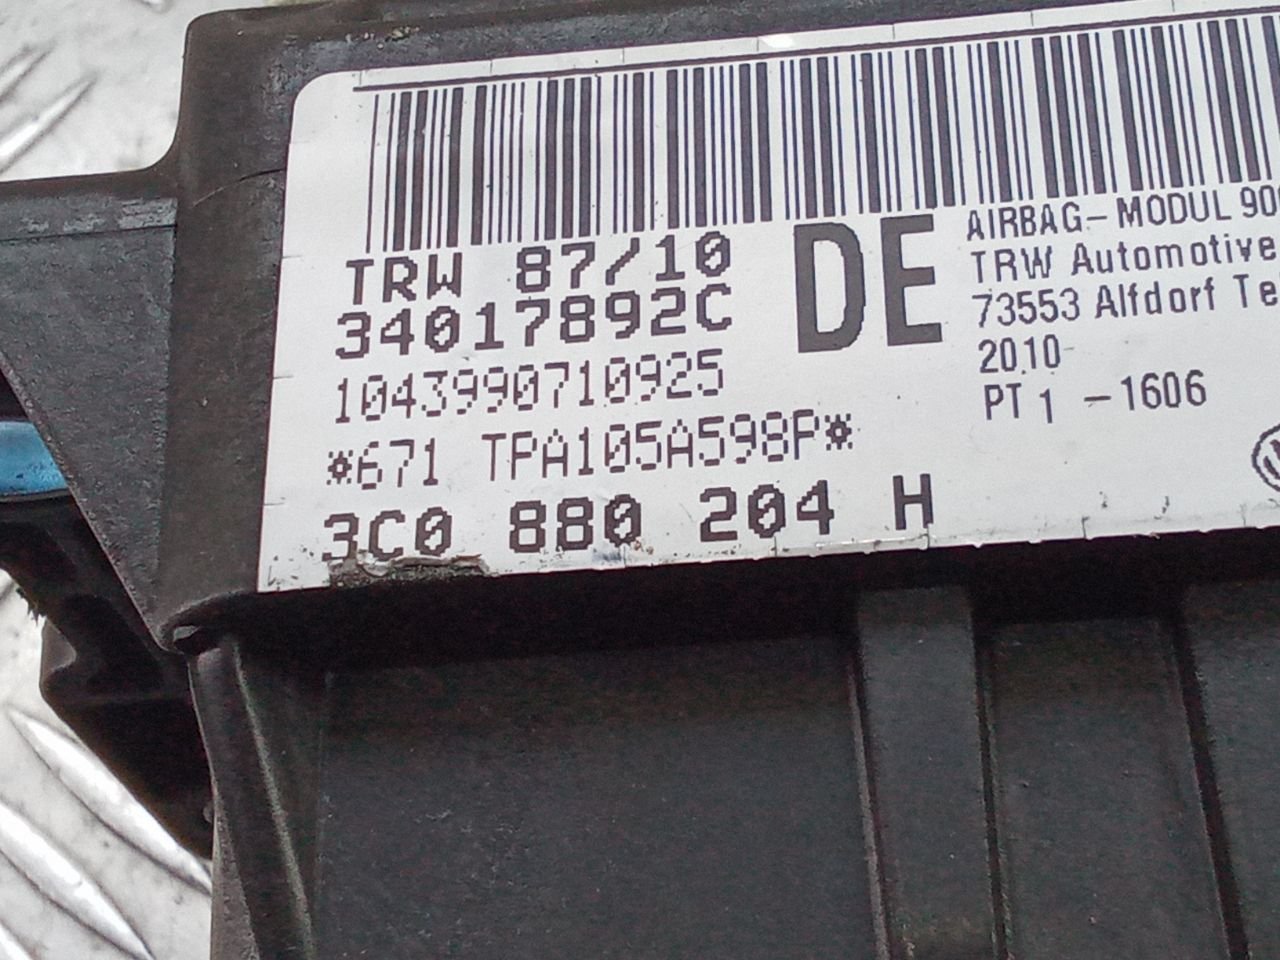 TRW 87/10
34017892C
1043990710925
*671 TPA105A598P*
3C0 880 204 H
DE
AIRBAG-MODUL
TRW Automotive
73553 Alfdorf
2010
PT 1 -1606